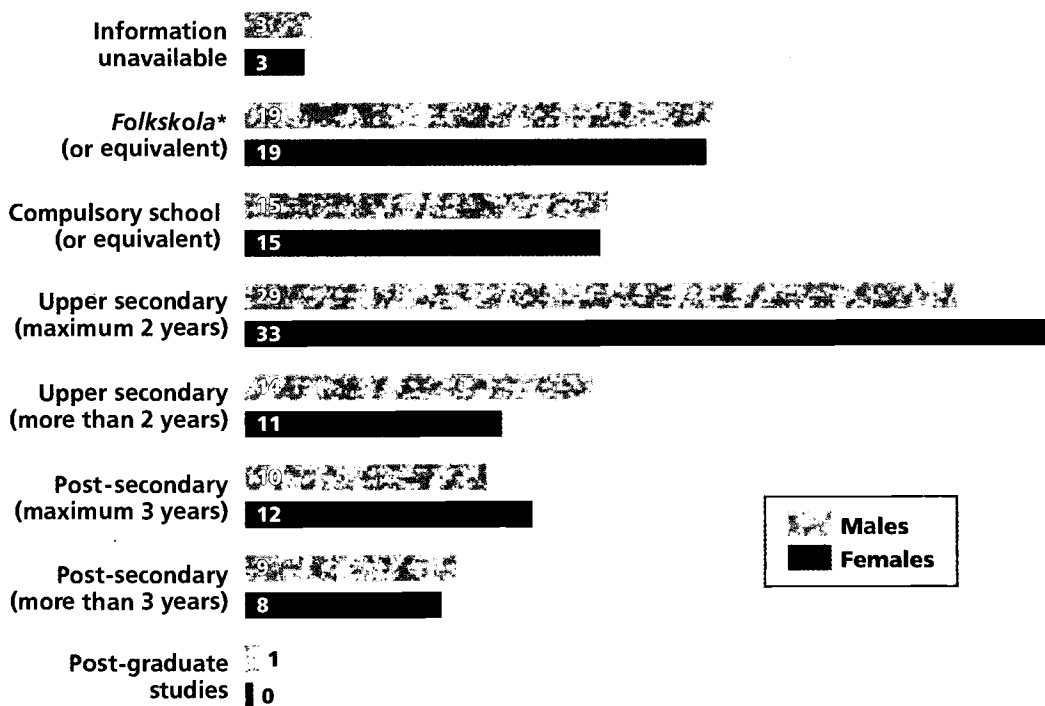 Information
unavailable
3
3
Folkskola*
(or equivalent)
19
19
Compulsory school
(or equivalent)
15
15
Upper secondary
(maximum 2 years)
29
33
Upper secondary
(more than 2 years)
14
11
Post-secondary
(maximum 3 years)
10
12
Post-secondary
(more than 3 years)
9
8
Post-graduate
studies
1
0
Males
Females